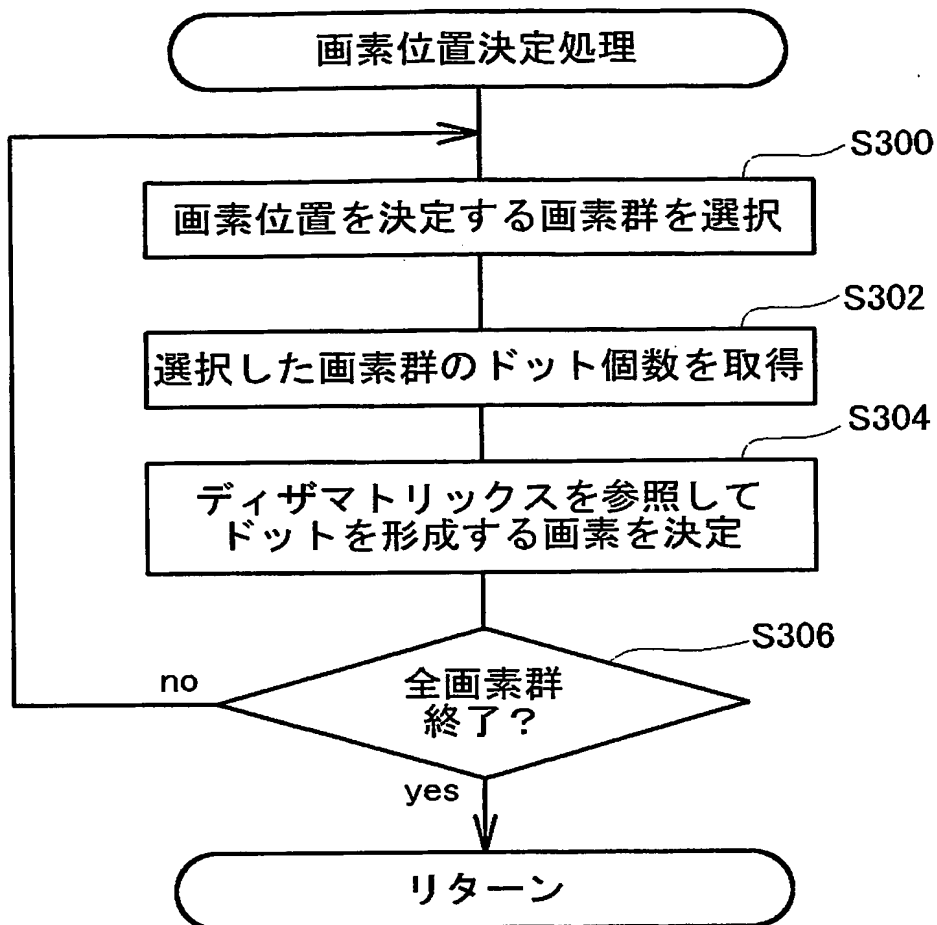 画素位置決定処理
S300
画素位置を決定する画素群を選択
S302
選択した画素群のドット個数を取得
S304
ディザマトリックスを参照して
ドットを形成する画素を決定
S306
no
全画素群
終了？
yes
リターン